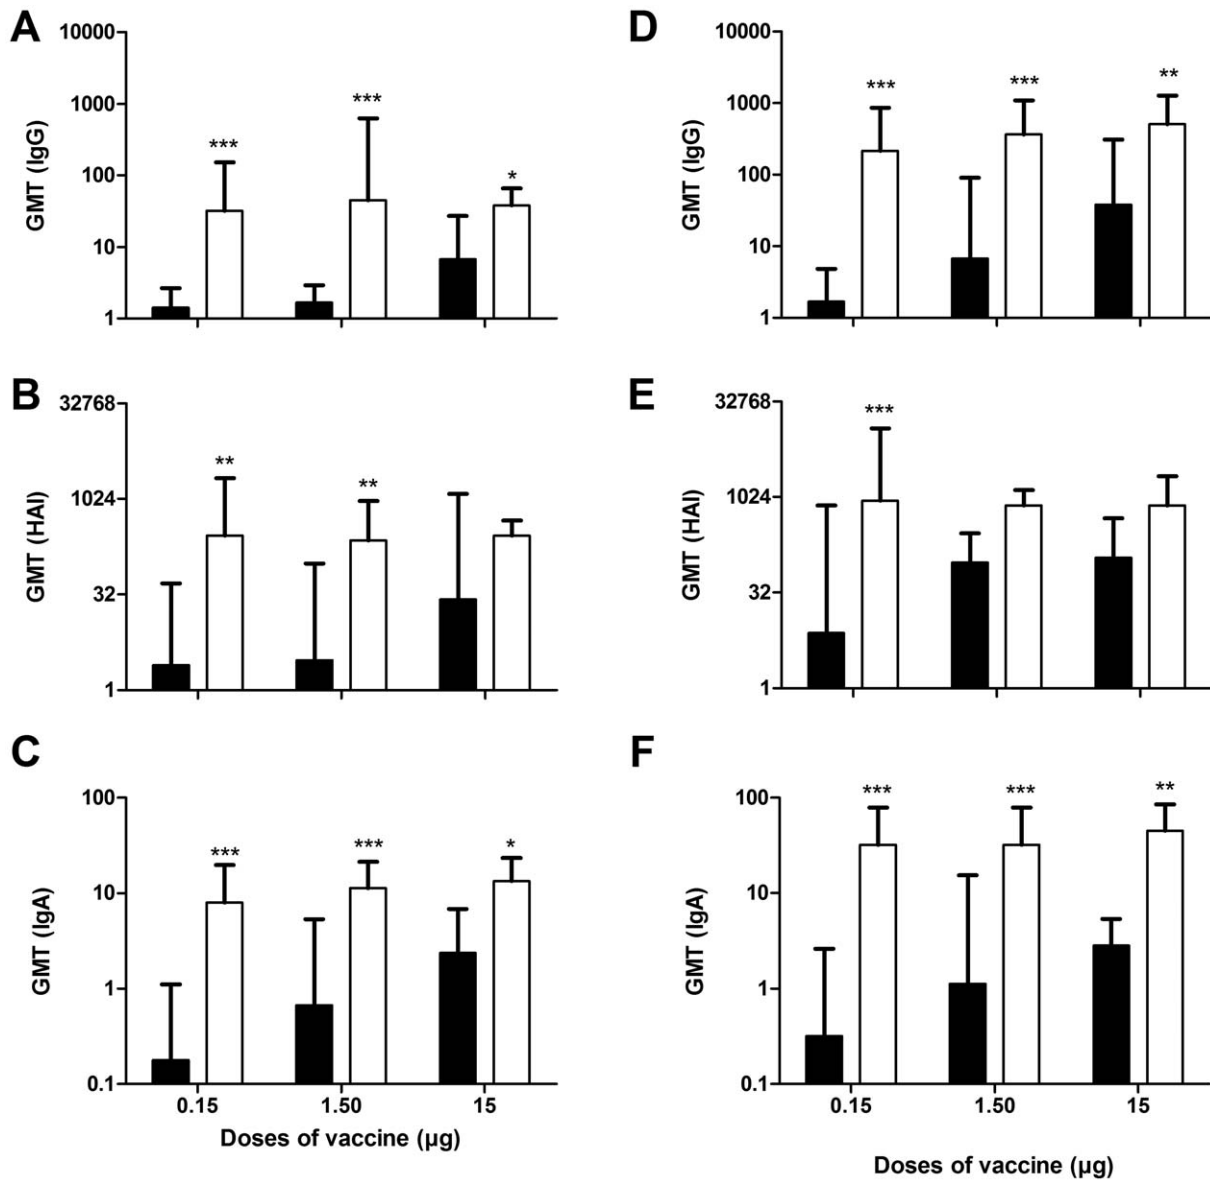 A
10000
1000
100
10
1
GMT (IgG)
***
***
*
B
32768
1024
32
1
GMT (HAI)
**
**
C
100
10
1
0.1
GMT (IgA)
***
***
*
0.15 1.50 15
Doses of vaccine (µg)
D
10000
1000
100
10
1
GMT (IgG)
***
***
**
E
32768
1024
32
1
GMT (HAI)
***
F
100
10
1
0.1
GMT (IgA)
***
***
**
0.15 1.50 15
Doses of vaccine (µg)